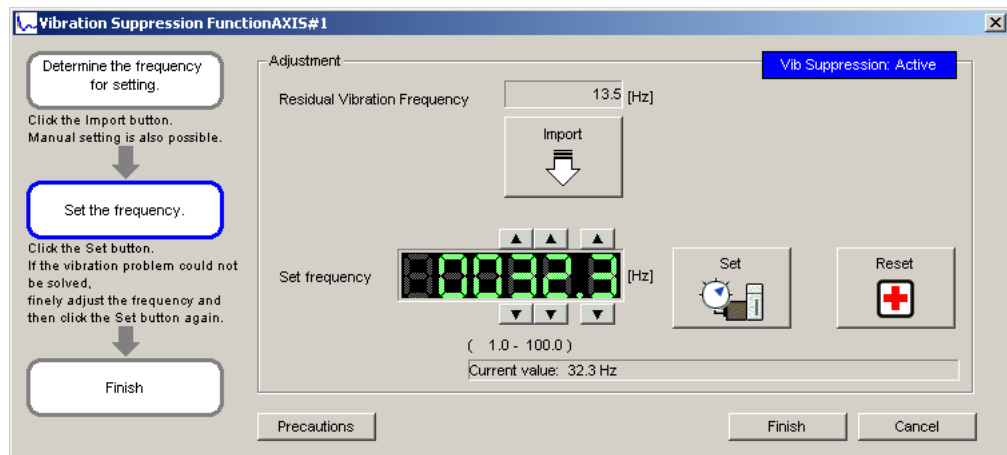 Vibration Suppression FunctionAXIS#1
Determine the frequency
for setting.
Click the Import button.
Manual setting is also possible.
Set the frequency.
Click the Set button.
If the vibration problem could not
be solved,
finely adjust the frequency and
then click the Set button again.
Finish
Adjustment
Vib Suppression: Active
Residual Vibration Frequency 13.5 [Hz]
Import
Set frequency 0032.3 [Hz]
Set
Reset
( 1.0 - 100.0 )
Current value: 32.3 Hz
Precautions
Finish
Cancel